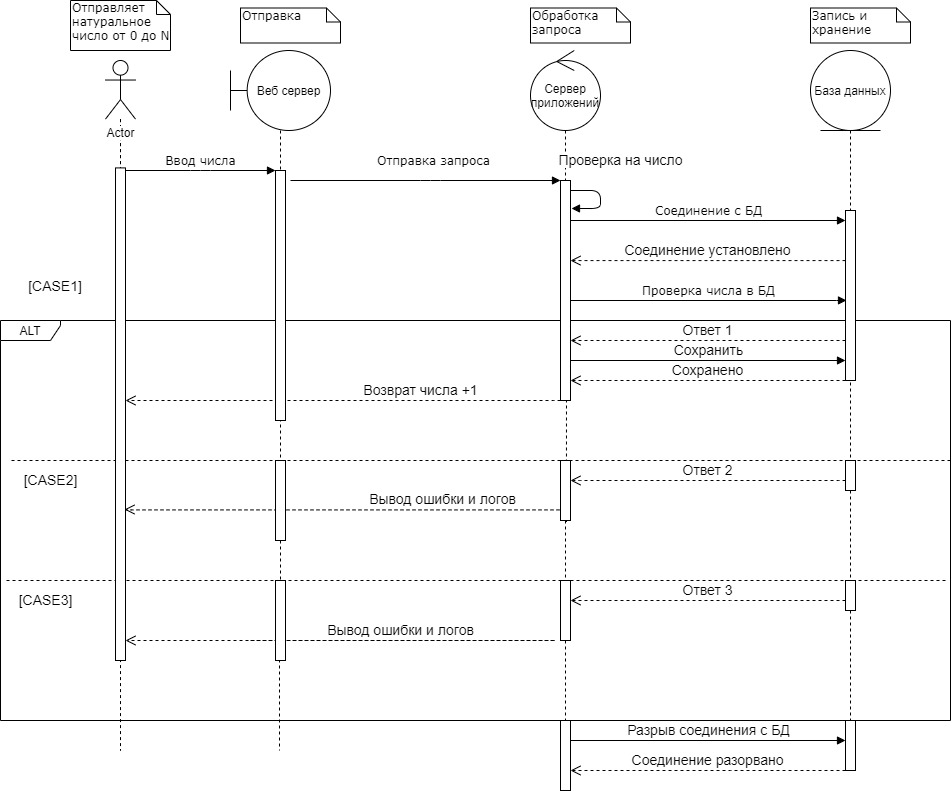 Отправляет
натуральное
число от 0 до N
Отправка
Обработка
запроса
Запись и
хранение
Actor
Веб сервер
Сервер
приложений
База данных
Ввод числа
Отправка запроса
Проверка на число
Соединение с БД
Соединение установлено
[CASE1]
Проверка числа в БД
ALT
Ответ 1
Сохранить
Сохранено
Возврат числа +1
[CASE2]
Ответ 2
Вывод ошибки и логов
[CASE3]
Ответ 3
Вывод ошибки и логов
Разрыв соединения с БД
Соединение разорвано